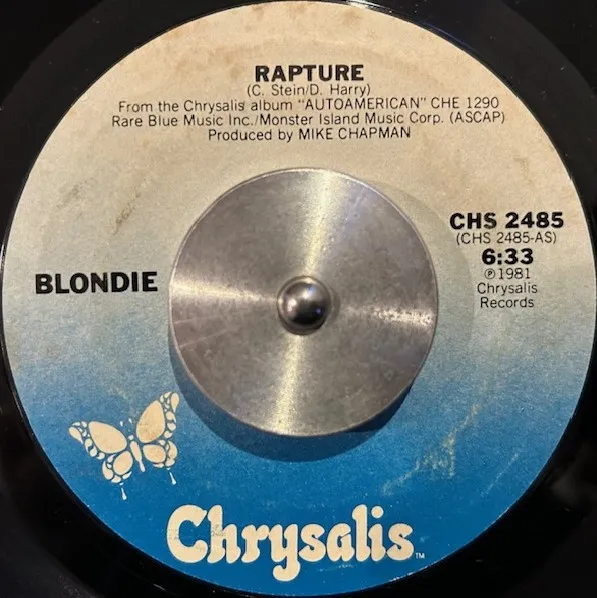 RAPTURE
(C. Stein/D. Harry)
From the Chrysalis album "AUTOAMERICAN" CHE 1290
Rare Blue Music Inc./Monster Island Music Corp. (ASCAP)
Produced by MIKE CHAPMAN
CHS 2485
(CHS 2485-AS)
6:33
℗1981
Chrysalis
Records
BLONDIE
Chrysalis™